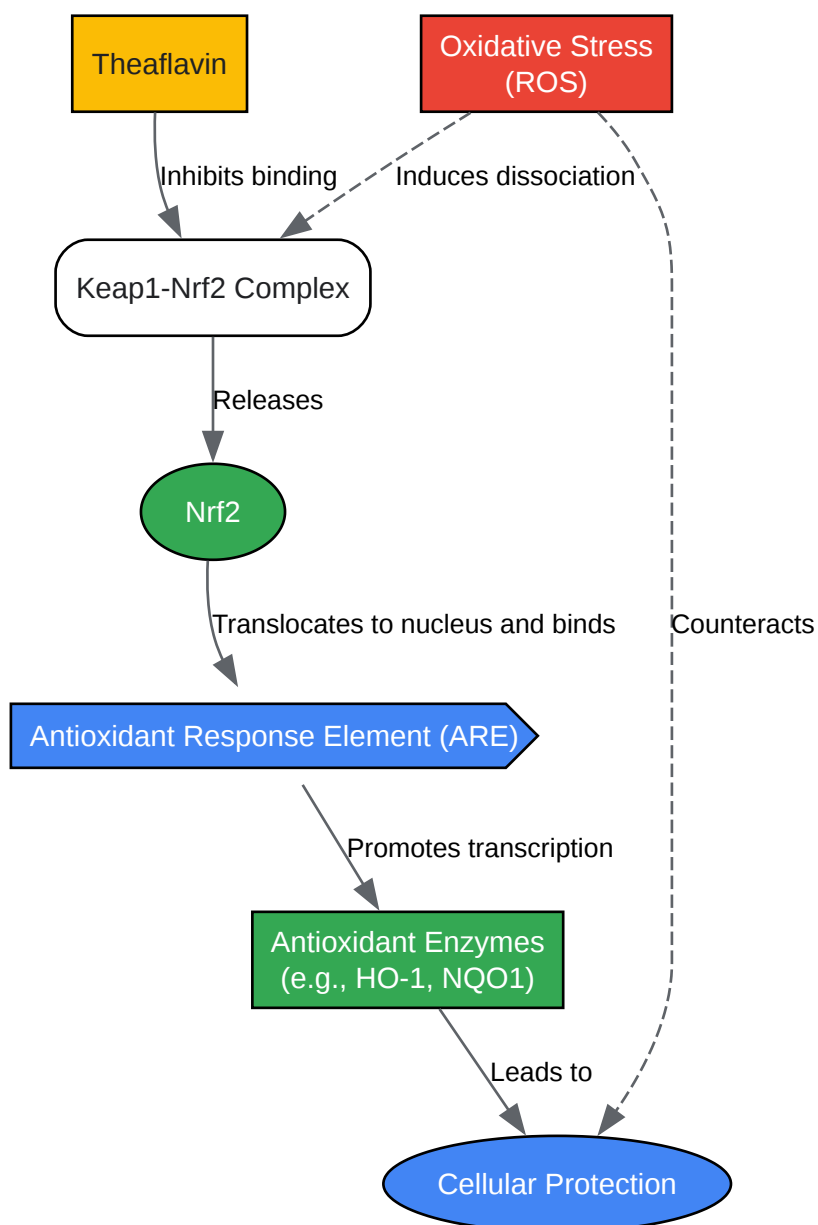 Theaflavin
Oxidative Stress
(ROS)
Inhibits binding
Induces dissociation
Keap1-Nrf2 Complex
Releases
Nrf2
Translocates to nucleus and binds
Counteracts
Antioxidant Response Element (ARE)
Promotes transcription
Antioxidant Enzymes
(e.g., HO-1, NQO1)
Leads to
Cellular Protection